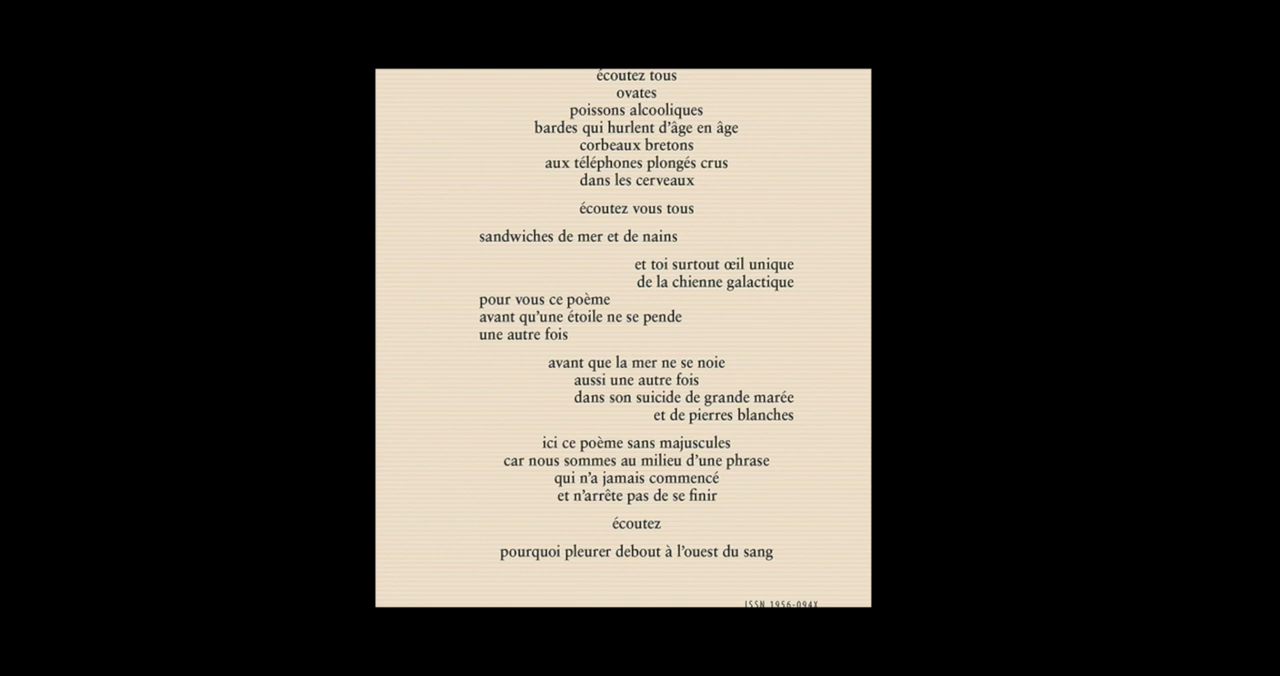 écoutez tous
ovates
poissons alcooliques
bardes qui hurlent d’âge en âge
corbeaux bretons
aux téléphones plongés crus
dans les cerveaux
écoutez vous tous
sandwiches de mer et de nains
et toi surtout œil unique
de la chienne galactique
pour vous ce poème
avant qu’une étoile ne se pende
une autre fois
avant que la mer ne se noie
aussi une autre fois
dans son suicide de grande marée
et de pierres blanches
ici ce poème sans majuscules
car nous sommes au milieu d’une phrase
qui n’a jamais commencé
et n’arrête pas de se finir
écoutez
pourquoi pleurer debout à l’ouest du sang
ISSN 1956-094X